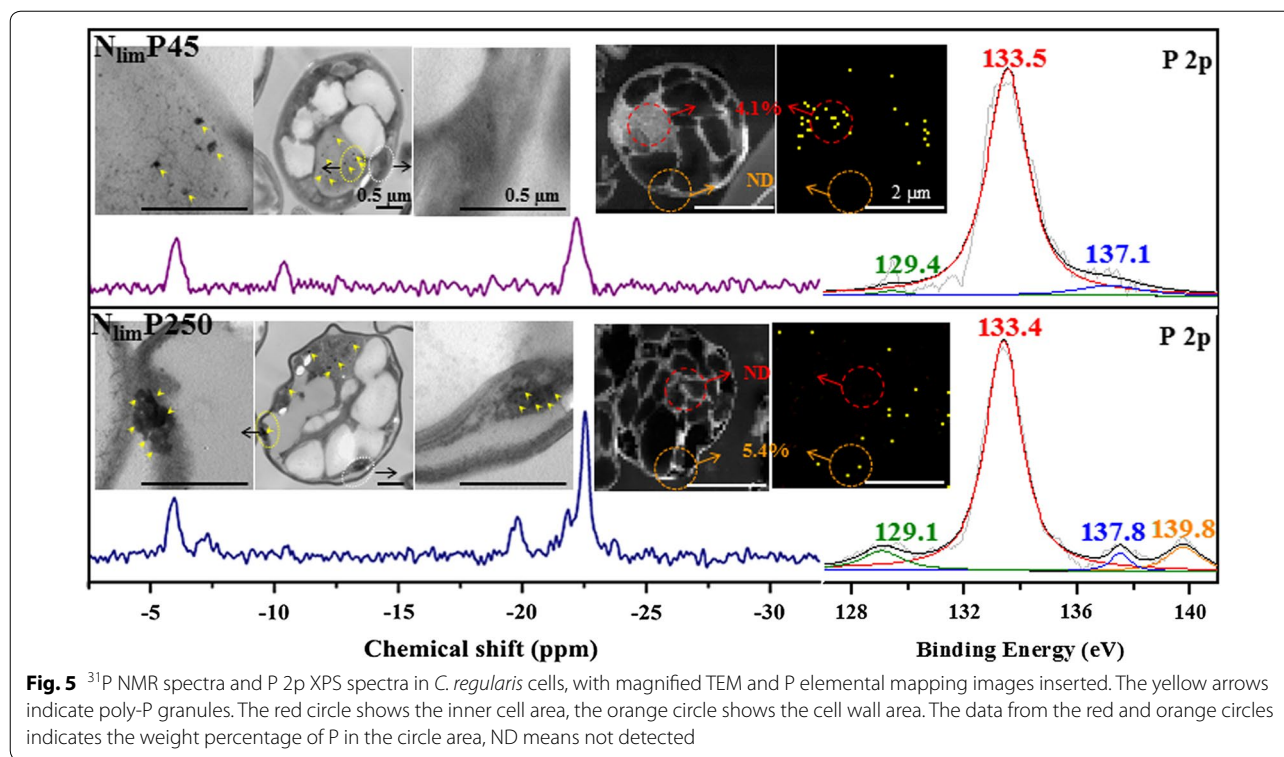 N_lim P45
0.5 μm
0.5 μm
4.1%
ND
2 μm
P 2p
133.5
129.4
137.1
N_lim P250
ND
5.4%
P 2p
133.4
129.1
137.8
139.8
-5 -10 -15 -20 -25 -30 128 132 136 140
Chemical shift (ppm) Binding Energy (eV)
Fig. 5 ³¹P NMR spectra and P 2p XPS spectra in C. regularis cells, with magnified TEM and P elemental mapping images inserted. The yellow arrows
indicate poly-P granules. The red circle shows the inner cell area, the orange circle shows the cell wall area. The data from the red and orange circles
indicates the weight percentage of P in the circle area, ND means not detected